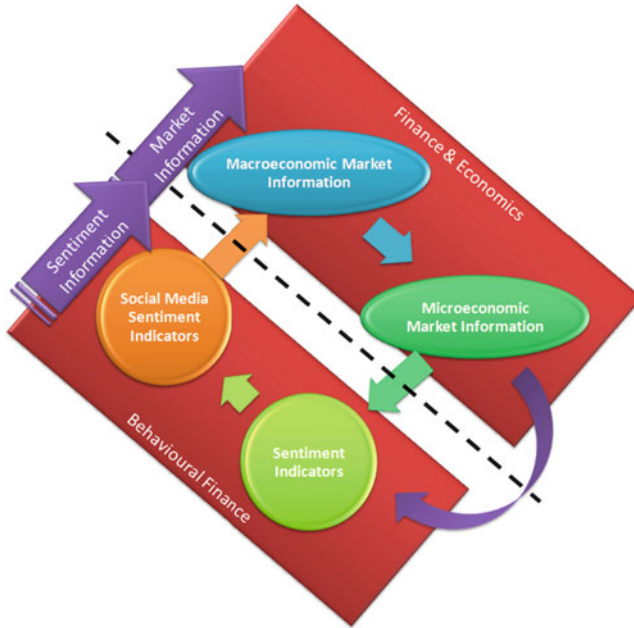 Finance & Economics
Market
Information
Macroeconomic Market
Information
Sentiment
Information
Social Media
Sentiment
Indicators
Microeconomic
Market Information
Sentiment
Indicators
Behavioural Finance